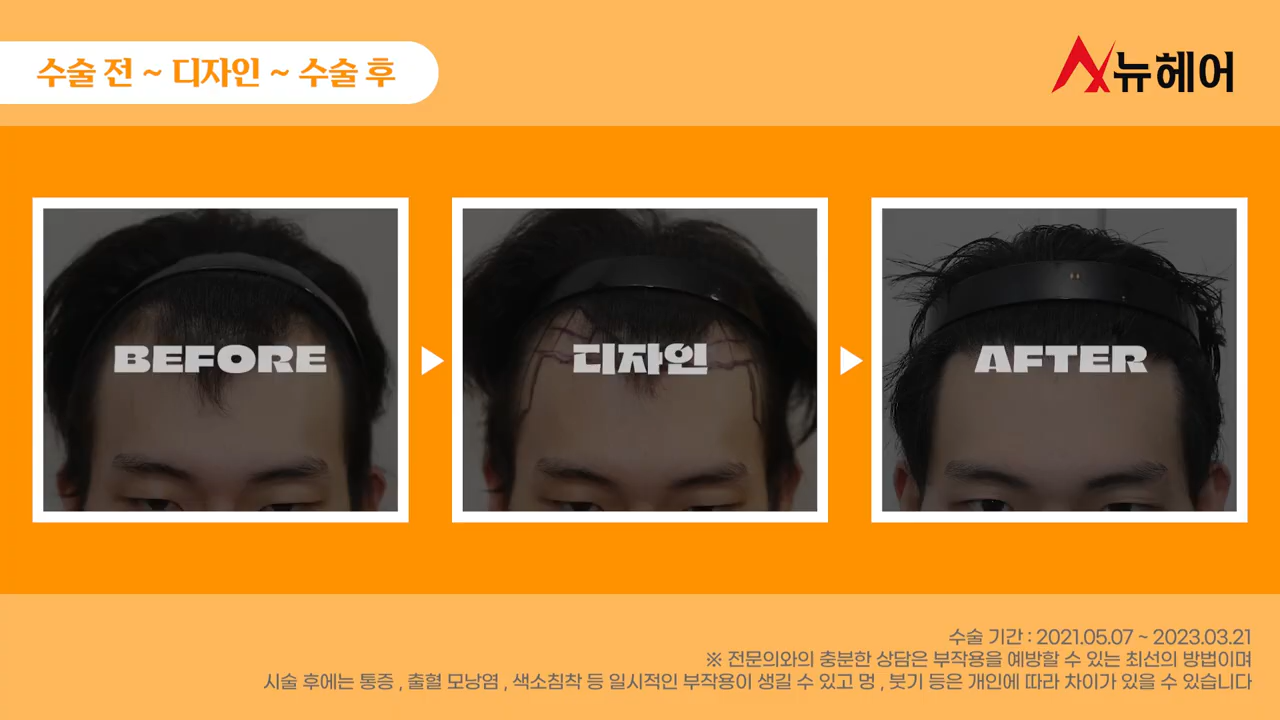 수술 전 ~ 디자인 ~ 수술 후
뉴헤어
BEFORE
디자인
AFTER
수술 기간 : 2021.05.07 ~ 2023.03.21
※ 전문의와의 충분한 상담은 부작용을 예방할 수 있는 최선의 방법이며
시술 후에는 통증 , 출혈 모낭염 , 색소침착 등 일시적인 부작용이 생길 수 있고 멍 , 붓기 등은 개인에 따라 차이가 있을 수 있습니다